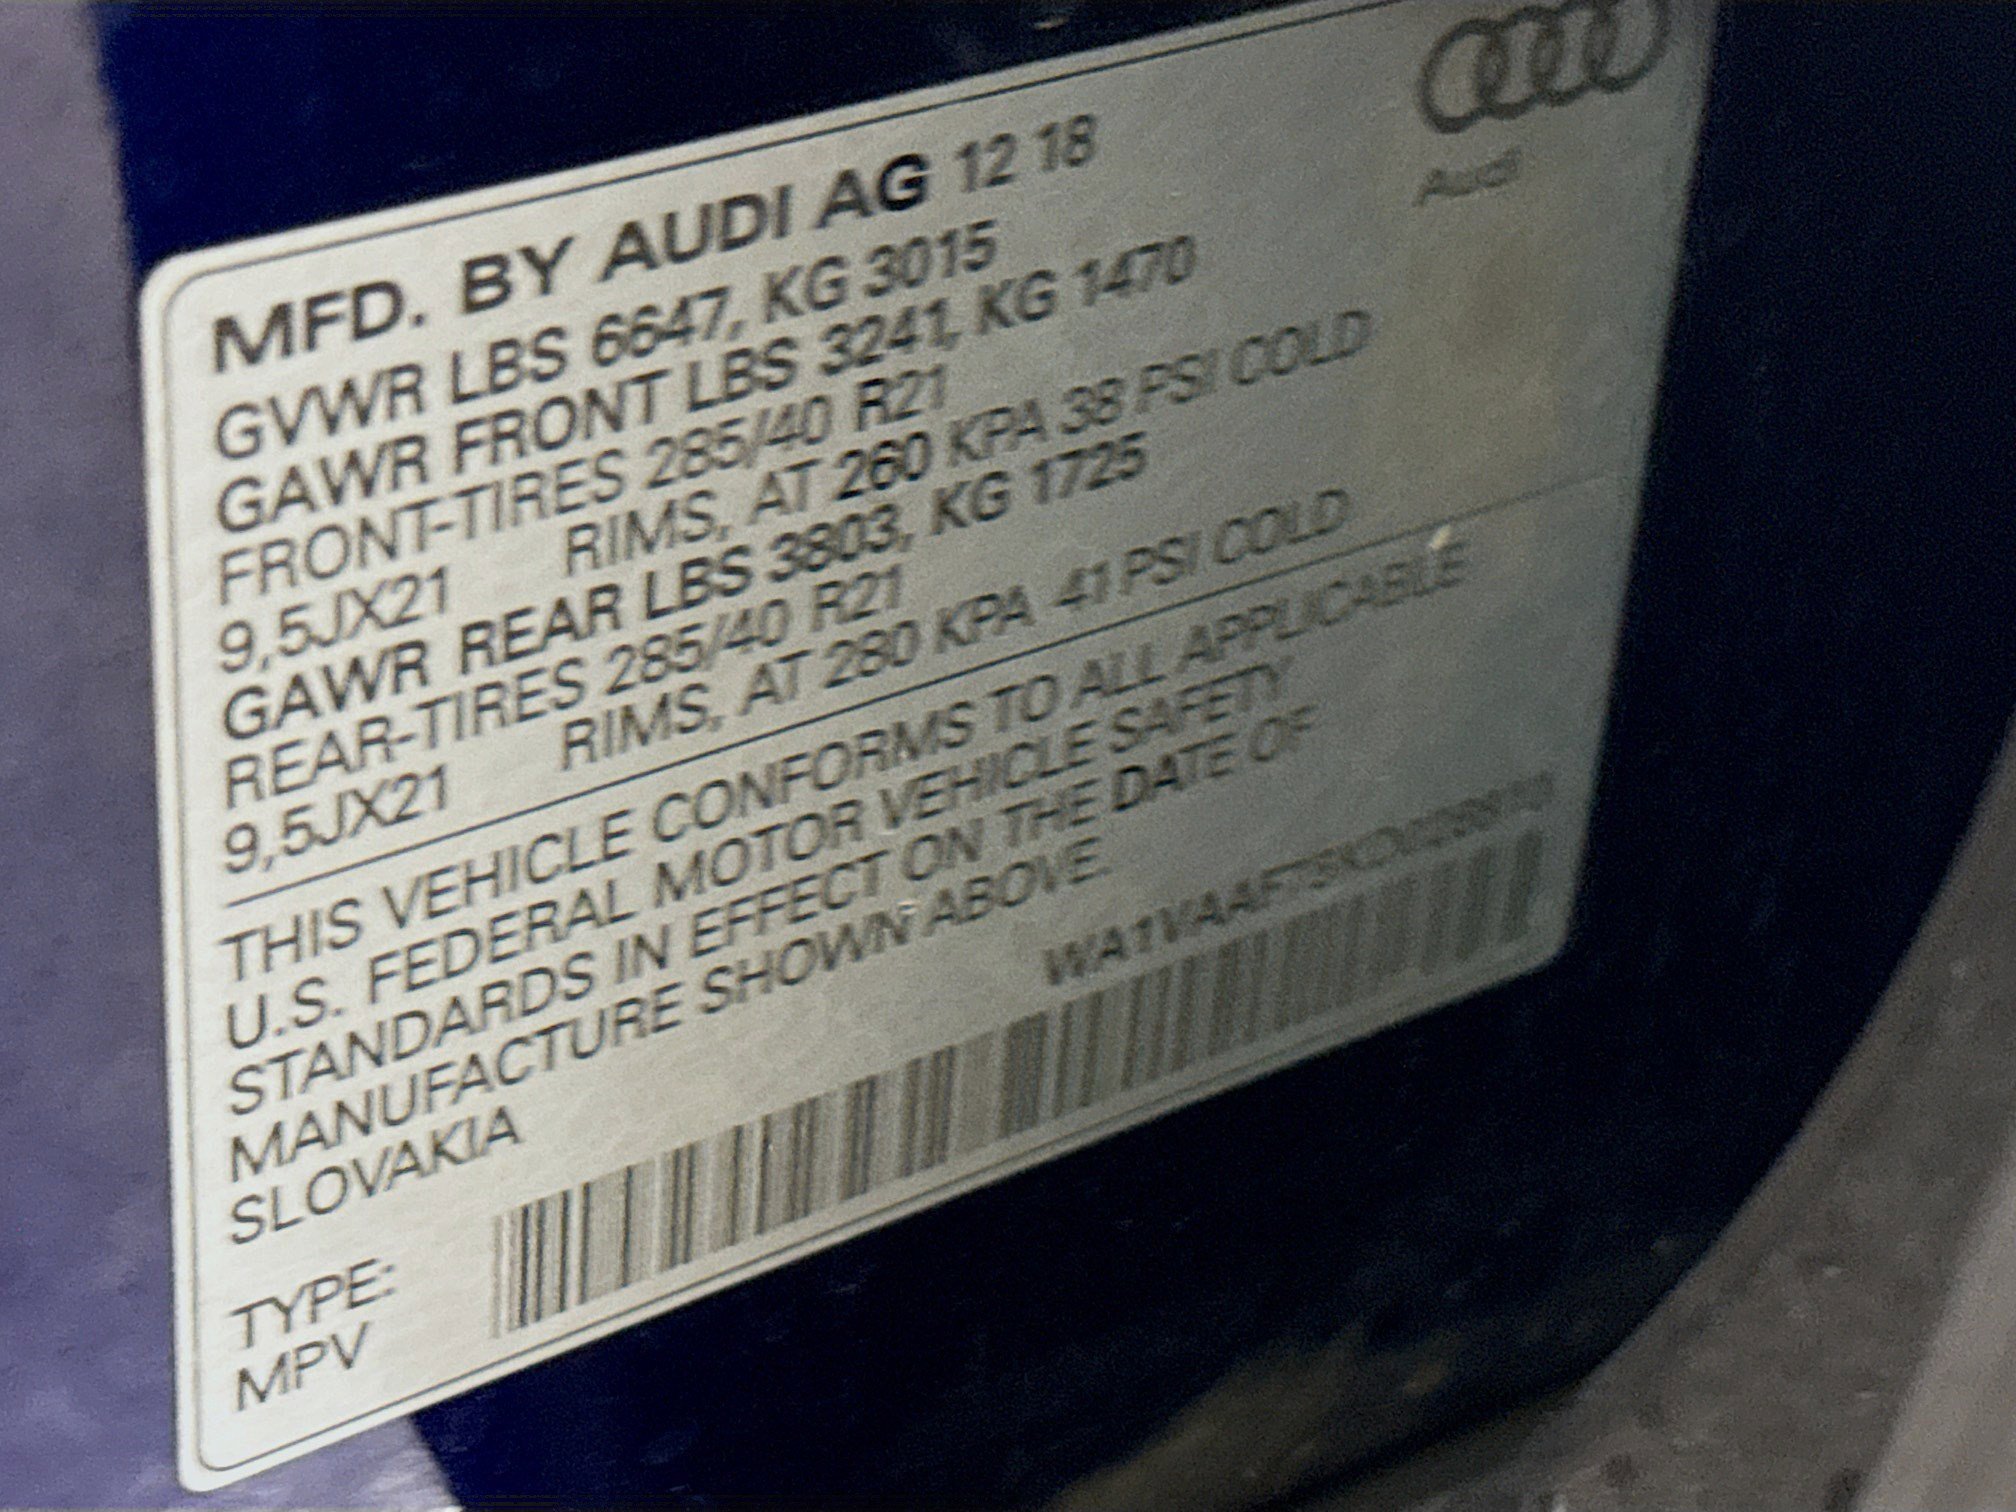 Audi
MFD. BY AUDI AG 12 18
GVWR LBS 6647, KG 3015
GAWR FRONT LBS 3241, KG 1470
FRONT-TIRES 285/40 R21
9,5JX21 RIMS, AT 260 KPA 38 PSI COLD
GAWR REAR LBS 3803, KG 1725
REAR-TIRES 285/40 R21
9,5JX21 RIMS, AT 280 KPA 41 PSI COLD
THIS VEHICLE CONFORMS TO ALL APPLICABLE
U.S. FEDERAL MOTOR VEHICLE SAFETY
STANDARDS IN EFFECT ON THE DATE OF
MANUFACTURE SHOWN ABOVE.
SLOVAKIA
TYPE:
MPV